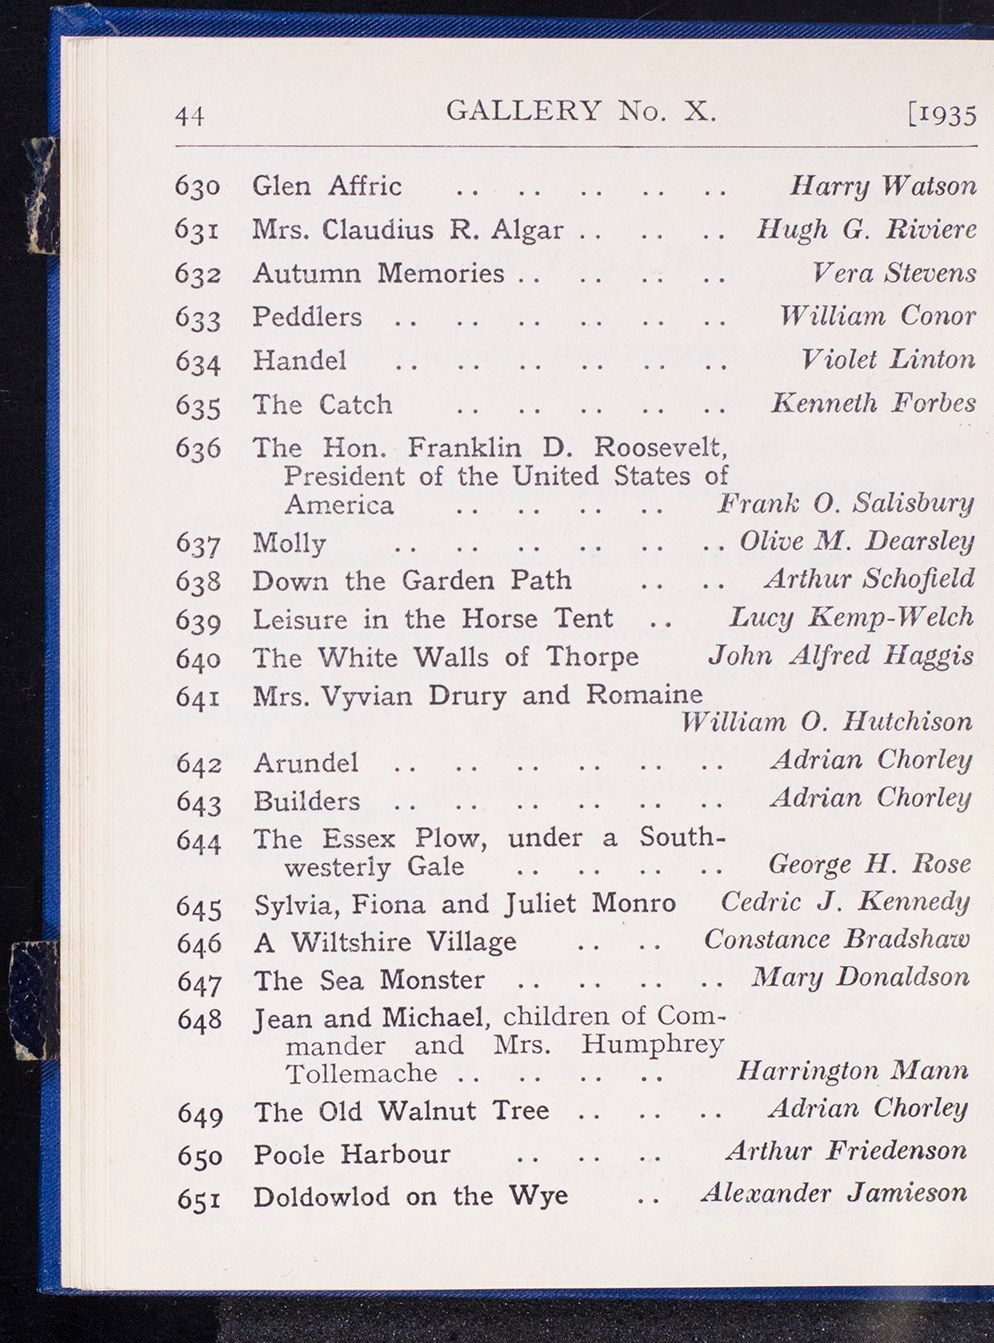 44 GALLERY No. X. [1935
630 Glen Affric .. .. .. .. .. Harry Watson
631 Mrs. Claudius R. Algar .. .. .. Hugh G. Riviere
632 Autumn Memories .. .. .. .. Vera Stevens
633 Peddlers .. .. .. .. .. .. William Conor
634 Handel .. .. .. .. .. .. Violet Linton
635 The Catch .. .. .. .. .. Kenneth Forbes
636 The Hon. Franklin D. Roosevelt,
President of the United States of
America .. .. .. .. Frank O. Salisbury
637 Molly .. .. .. .. .. .. Olive M. Dearsley
638 Down the Garden Path .. .. Arthur Schofield
639 Leisure in the Horse Tent .. Lucy Kemp-Welch
640 The White Walls of Thorpe John Alfred Haggis
641 Mrs. Vyvian Drury and Romaine
William O. Hutchison
642 Arundel .. .. .. .. .. .. Adrian Chorley
643 Builders .. .. .. .. .. .. Adrian Chorley
644 The Essex Plow, under a South-
westerly Gale .. .. .. .. George H. Rose
645 Sylvia, Fiona and Juliet Monro Cedric J. Kennedy
646 A Wiltshire Village .. .. Constance Bradshaw
647 The Sea Monster .. .. .. .. Mary Donaldson
648 Jean and Michael, children of Com-
mander and Mrs. Humphrey
Tollemache .. .. .. .. Harrington Mann
649 The Old Walnut Tree .. .. .. Adrian Chorley
650 Poole Harbour .. .. .. Arthur Friedenson
651 Doldowlod on the Wye .. Alexander Jamieson